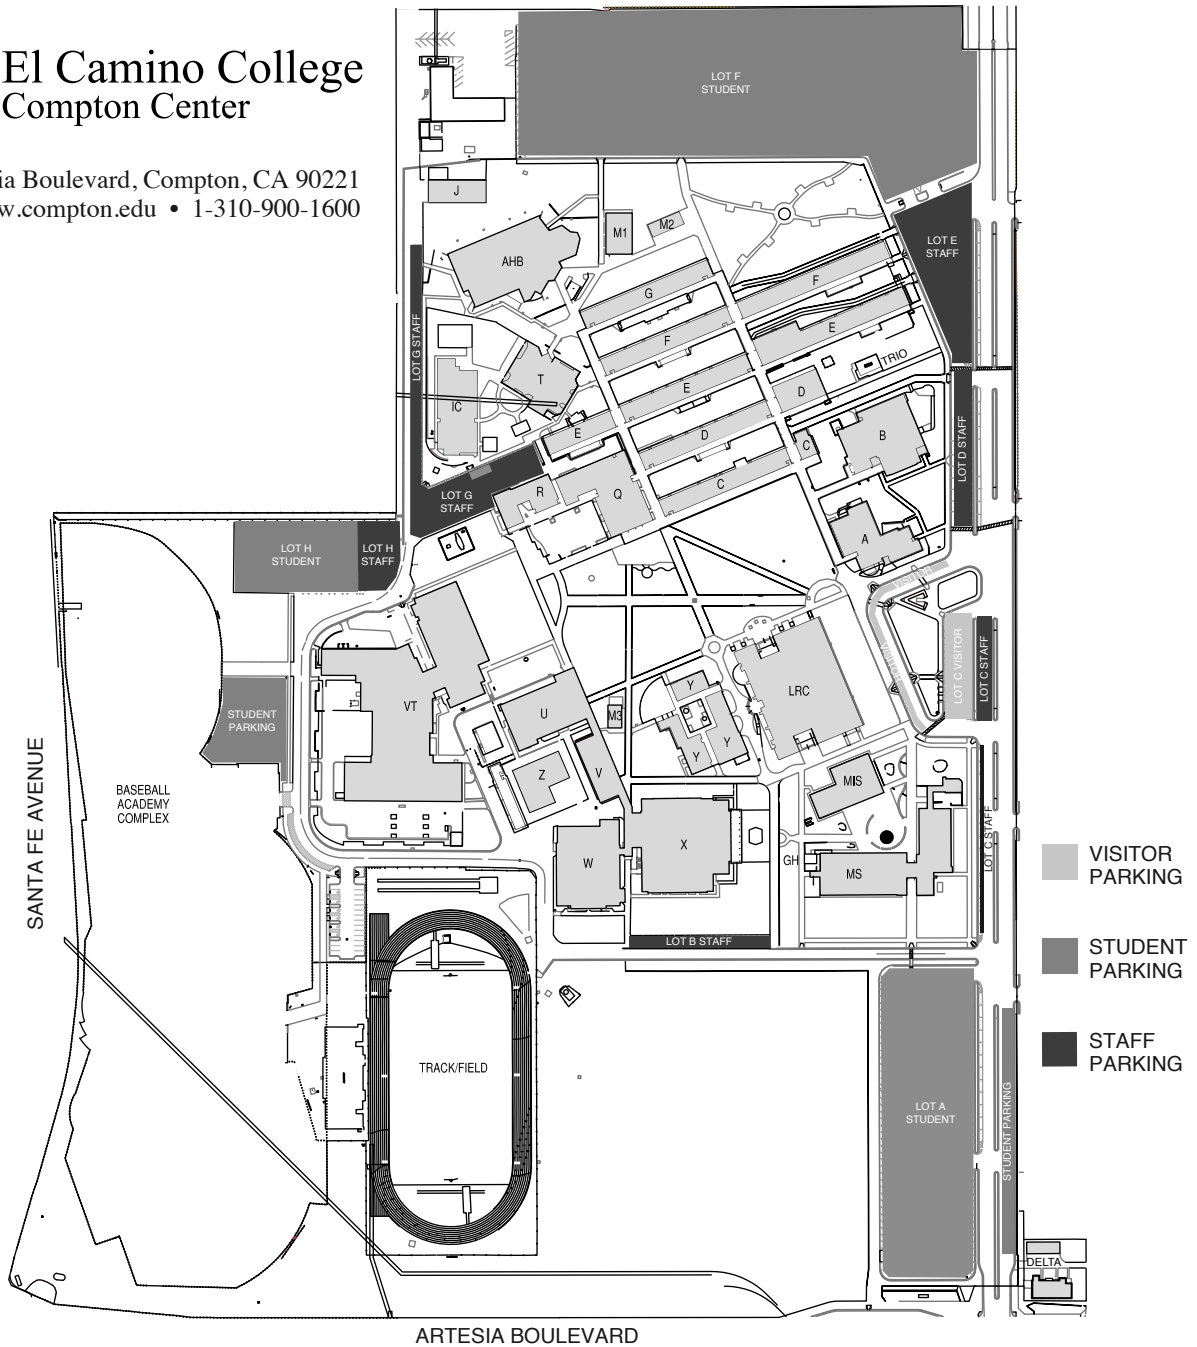 El Camino College
Compton Center
ia Boulevard, Compton, CA 90221
w.compton.edu • 1-310-900-1600
LOT F
STUDENT
J
M1
M2
AHB
LOT E
STAFF
G
F
F
E
LOT G STAFF
T
IC
E
TRIO
D
E
D
C
B
LOT D STAFF
C
R
Q
LOT G
STAFF
A
LOT H
STUDENT
LOT H
STAFF
VISITOR
VISITOR
LOT C VISITOR
LOT C STAFF
VT
U
M3
Y
Y
Y
LRC
STUDENT
PARKING
Z
V
MIS
BASEBALL
ACADEMY
COMPLEX
SANTA FE AVENUE
W
X
GH
MS
LOT C STAFF
LOT B STAFF
VISITOR
PARKING
STUDENT
PARKING
STAFF
PARKING
TRACK/FIELD
LOT A
STUDENT
STUDENT PARKING
DELTA
ARTESIA BOULEVARD